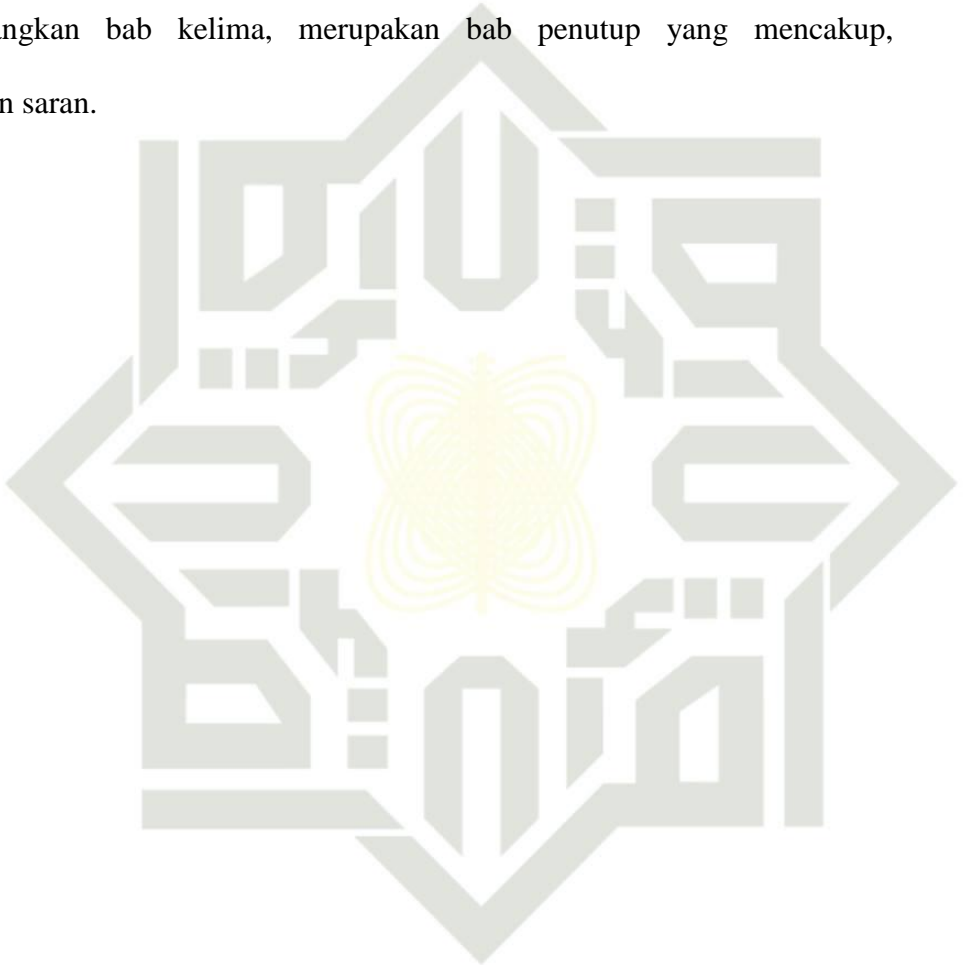 angkan bab kelima, merupakan bab penutup yang mencakup,
n saran.